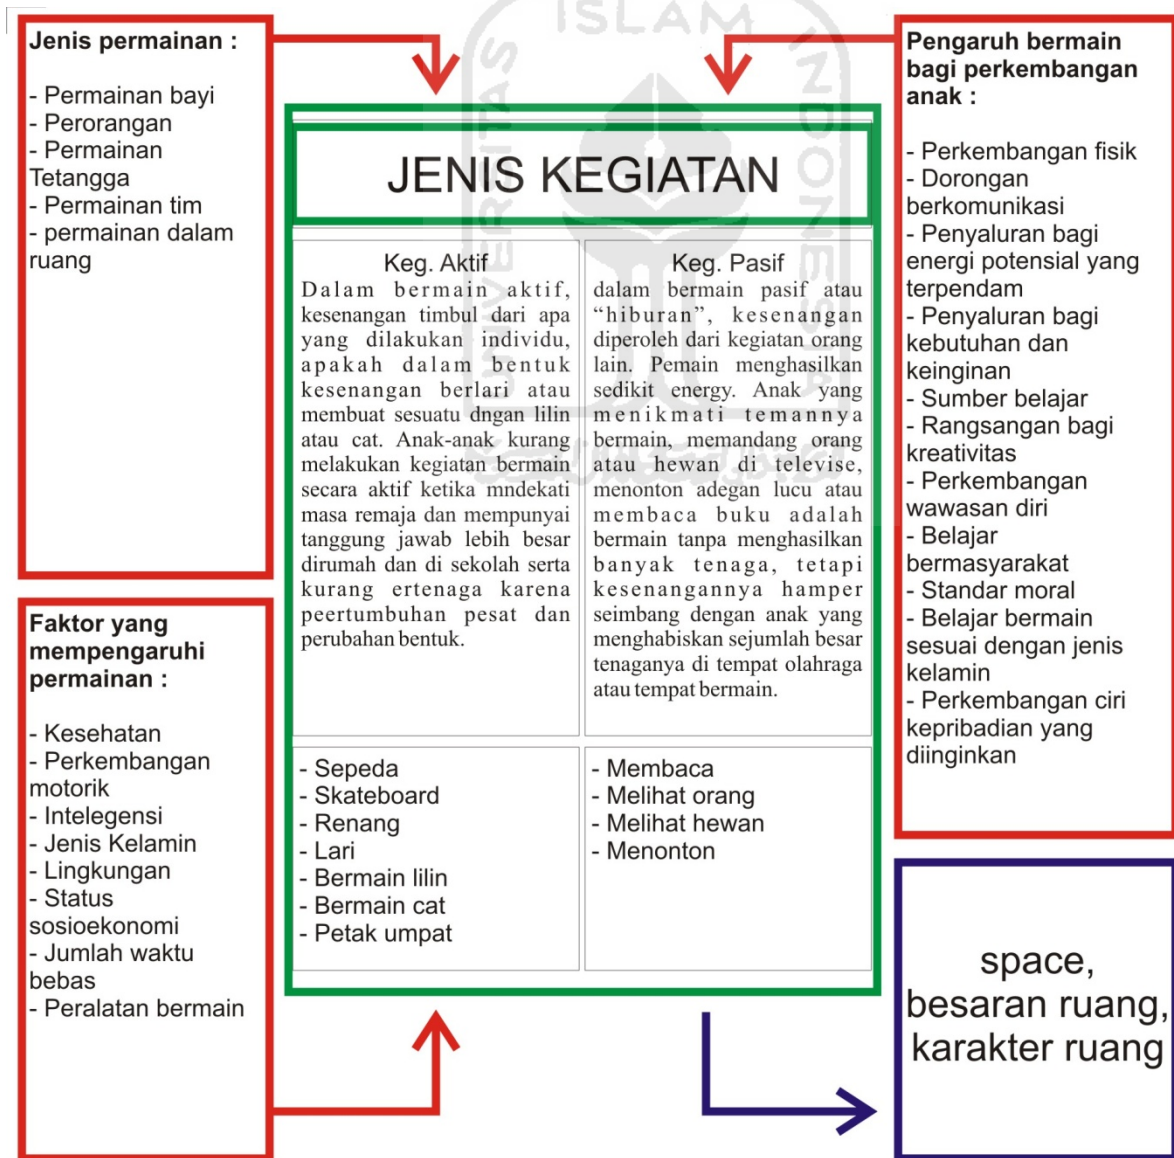 Jenis permainan :
- Permainan bayi
- Perorangan
- Permainan
Tetangga
- Permainan tim
- permainan dalam
ruang
Faktor yang
mempengaruhi
permainan :
- Kesehatan
- Perkembangan
motorik
- Intelegensi
- Jenis Kelamin
- Lingkungan
- Status
sosioekonomi
- Jumlah waktu
bebas
- Peralatan bermain
JENIS KEGIATAN
Keg. Aktif
Dalam bermain aktif,
kesenangan timbul dari apa
yang dilakukan individu,
apakah dalam bentuk
kesenangan berlari atau
membuat sesuatu dngan lilin
atau cat. Anak-anak kurang
melakukan kegiatan bermain
secara aktif ketika mndekati
masa remaja dan mempunyai
tanggung jawab lebih besar
dirumah dan di sekolah serta
kurang ertenaga karena
peertumbuhan pesat dan
perubahan bentuk.
- Sepeda
- Skateboard
- Renang
- Lari
- Bermain lilin
- Bermain cat
- Petak umpat
Keg. Pasif
dalam bermain pasif atau
“hiburan”, kesenangan
diperoleh dari kegiatan orang
lain. Pemain menghasilkan
sedikit energy. Anak yang
menikmati temannya
bermain, memandang orang
atau hewan di televise,
menonton adegan lucu atau
membaca buku adalah
bermain tanpa menghasilkan
banyak tenaga, tetapi
kesenangannya hamper
seimbang dengan anak yang
menghabiskan sejumlah besar
tenaganya di tempat olahraga
atau tempat bermain.
- Membaca
- Melihat orang
- Melihat hewan
- Menonton
Pengaruh bermain
bagi perkembangan
anak :
- Perkembangan fisik
- Dorongan
berkomunikasi
- Penyaluran bagi
energi potensial yang
terpendam
- Penyaluran bagi
kebutuhan dan
keinginan
- Sumber belajar
- Rangsangan bagi
kreativitas
- Perkembangan
wawasan diri
- Belajar
bermasyarakat
- Standar moral
- Belajar bermain
sesuai dengan jenis
kelamin
- Perkembangan ciri
kepribadian yang
diinginkan
space,
besaran ruang,
karakter ruang
UNIVERSITAS
ISLAM
INDONESIA